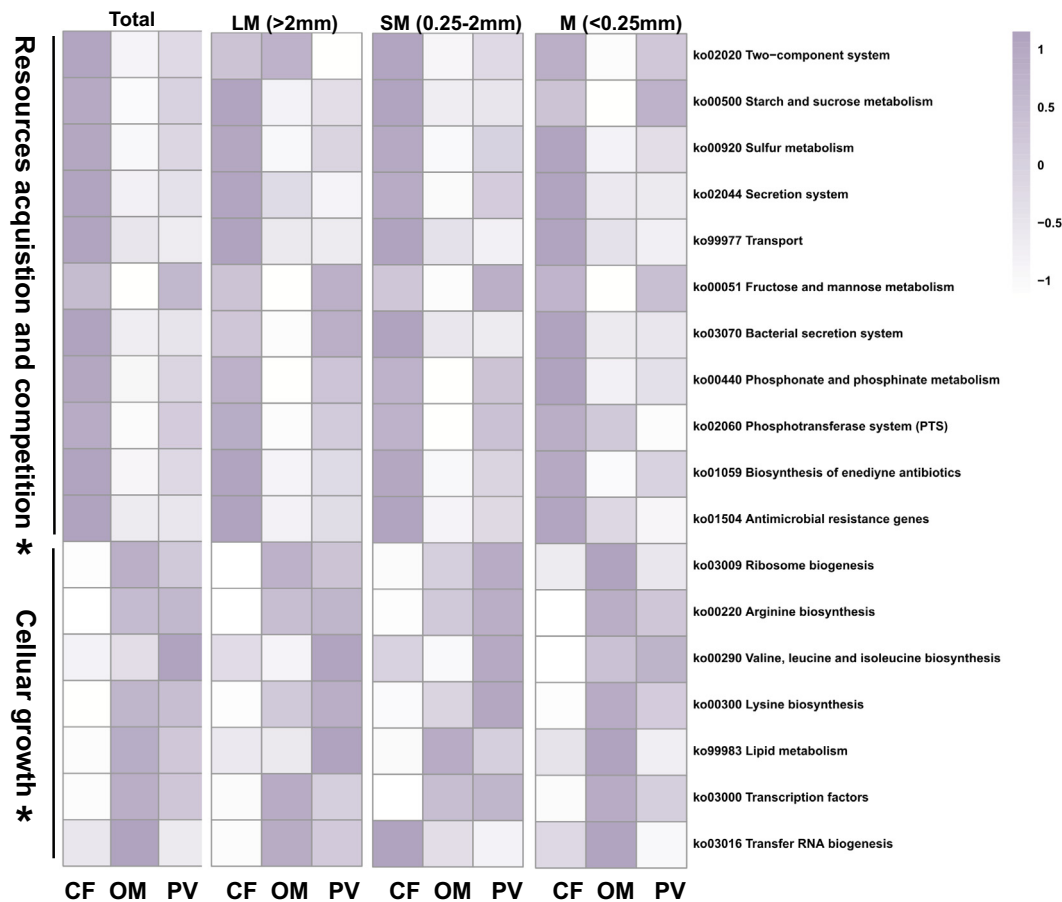 Total LM (>2mm) SM (0.25-2mm) M (<0.25mm)
Resources acquistion and competition *
Celluar growth *
ko02020 Two−component system
ko00500 Starch and sucrose metabolism
ko00920 Sulfur metabolism
ko02044 Secretion system
ko99977 Transport
ko00051 Fructose and mannose metabolism
ko03070 Bacterial secretion system
ko00440 Phosphonate and phosphinate metabolism
ko02060 Phosphotransferase system (PTS)
ko01059 Biosynthesis of enediyne antibiotics
ko01504 Antimicrobial resistance genes
ko03009 Ribosome biogenesis
ko00220 Arginine biosynthesis
ko00290 Valine, leucine and isoleucine biosynthesis
ko00300 Lysine biosynthesis
ko99983 Lipid metabolism
ko03000 Transcription factors
ko03016 Transfer RNA biogenesis
1
0.5
0
−0.5
−1
CF OM PV CF OM PV CF OM PV CF OM PV